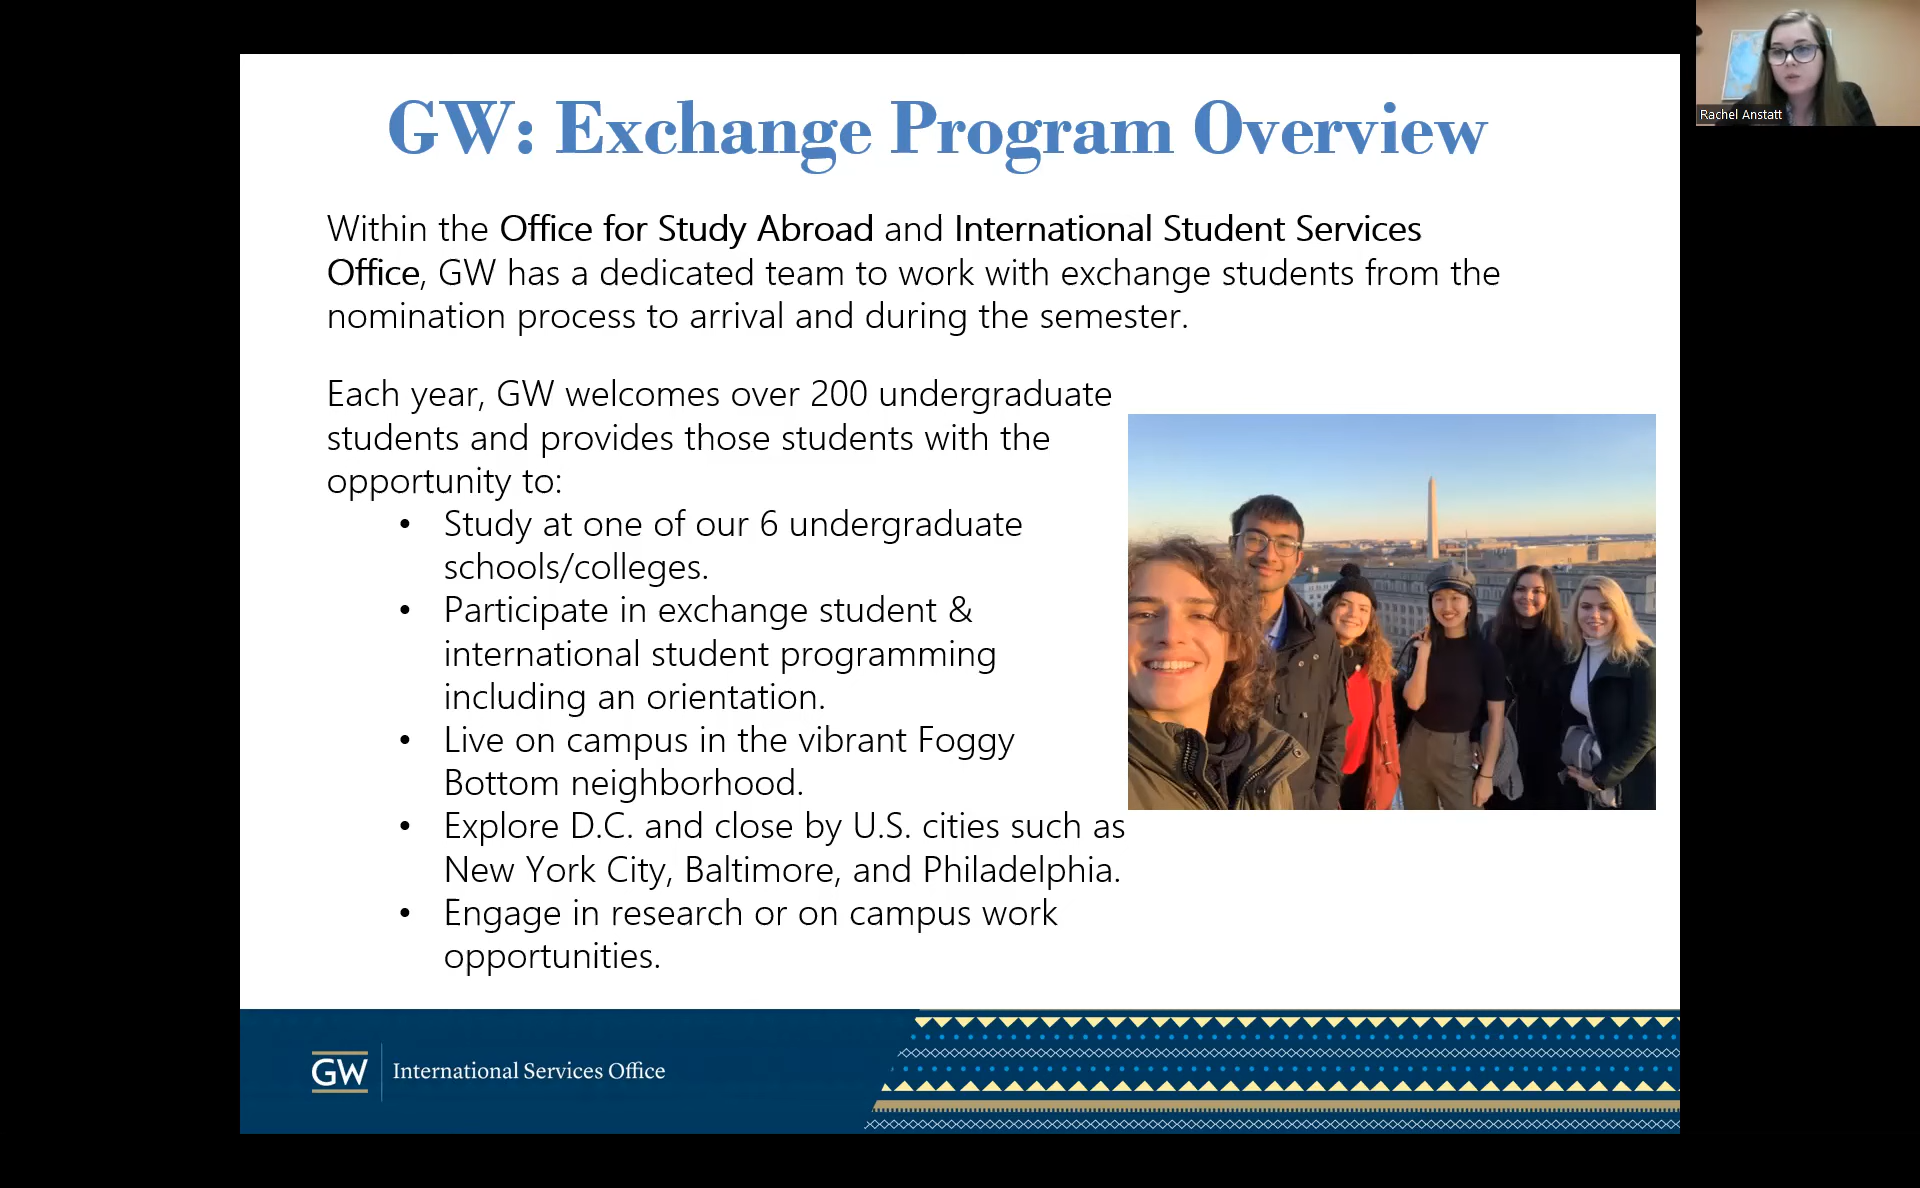 GW: Exchange Program Overview
Rachel Anstatt
Within the Office for Study Abroad and International Student Services
Office, GW has a dedicated team to work with exchange students from the
nomination process to arrival and during the semester.
Each year, GW welcomes over 200 undergraduate
students and provides those students with the
opportunity to:
• Study at one of our 6 undergraduate
schools/colleges.
• Participate in exchange student &
international student programming
including an orientation.
• Live on campus in the vibrant Foggy
Bottom neighborhood.
• Explore D.C. and close by U.S. cities such as
New York City, Baltimore, and Philadelphia.
• Engage in research or on campus work
opportunities.
GW International Services Office